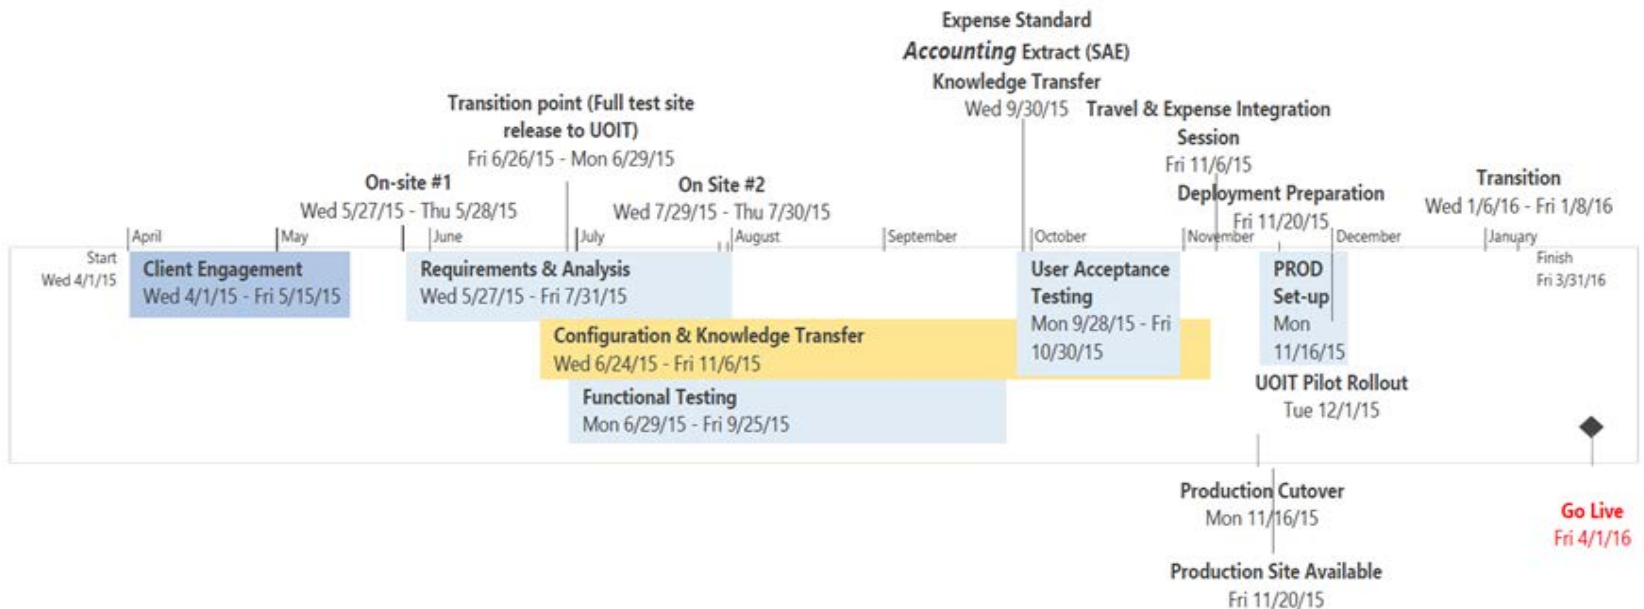 Expense Standard
Accounting Extract (SAE)
Knowledge Transfer
Wed 9/30/15
Transition point (Full test site
release to UOIT)
Fri 6/26/15 - Mon 6/29/15
Travel & Expense Integration
Session
Fri 11/6/15
On-site #1
Wed 5/27/15 - Thu 5/28/15
On Site #2
Wed 7/29/15 - Thu 7/30/15
Deployment Preparation
Fri 11/20/15
Transition
Wed 1/6/16 - Fri 1/8/16
April
May
June
July
August
September
October
November
December
January
Start
Wed 4/1/15
Finish
Fri 3/31/16
Client Engagement
Wed 4/1/15 - Fri 5/15/15
Requirements & Analysis
Wed 5/27/15 - Fri 7/31/15
User Acceptance
Testing
Mon 9/28/15 - Fri
10/30/15
PROD
Set-up
Mon
11/16/15
Configuration & Knowledge Transfer
Wed 6/24/15 - Fri 11/6/15
Functional Testing
Mon 6/29/15 - Fri 9/25/15
UOIT Pilot Rollout
Tue 12/1/15
Production Cutover
Mon 11/16/15
Go Live
Fri 4/1/16
Production Site Available
Fri 11/20/15